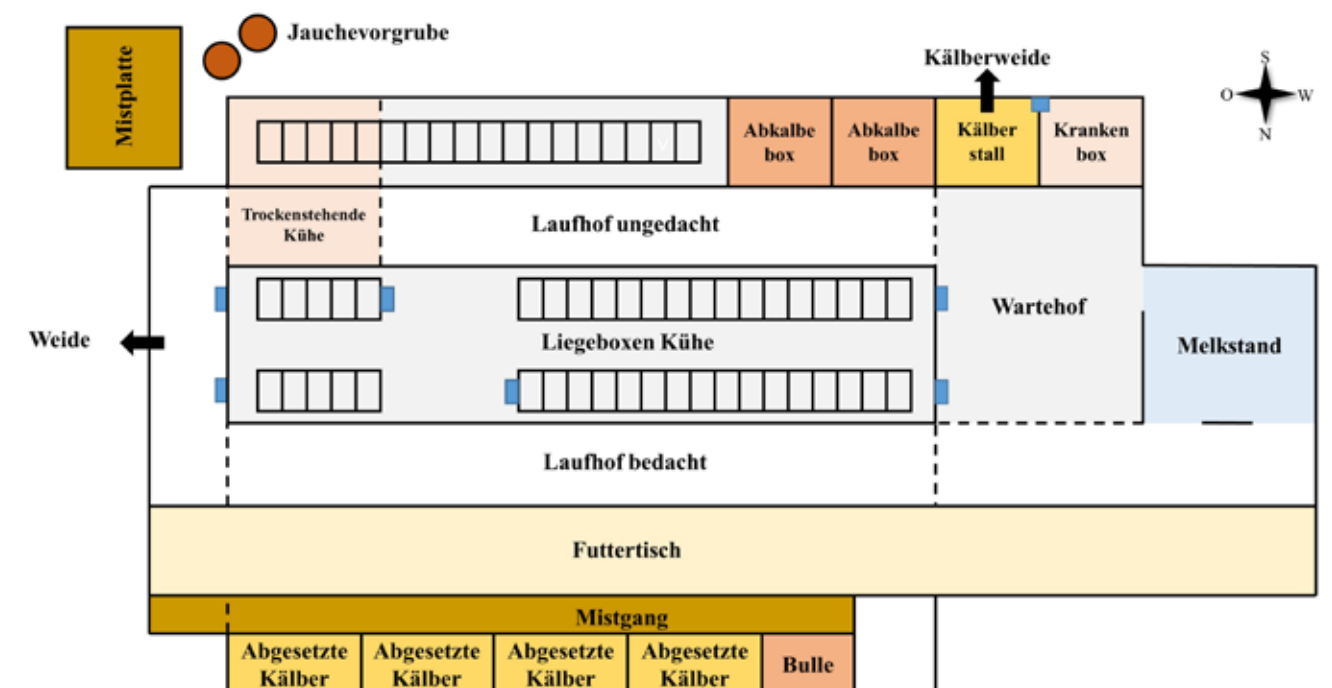 Jauchevorgrube
Mistplatte
Kälberweide
S
O
W
N
Abkalbe
box
Abkalbe
box
Kälber
stall
Kranken
box
Trockenstehende
Kühe
Laufhof ungedacht
Wartehof
Weide
Liegeboxen Kühe
Melkstand
Laufhof bedacht
Futtertisch
Mistgang
Abgesetzte
Kälber
Abgesetzte
Kälber
Abgesetzte
Kälber
Abgesetzte
Kälber
Bulle